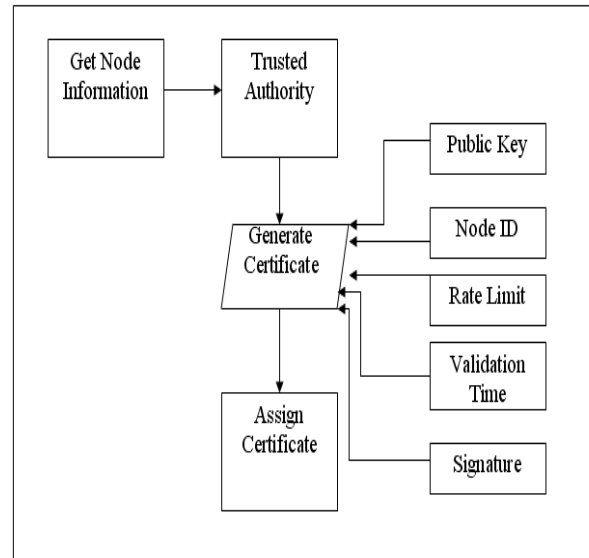 Get Node
Information
Trusted
Authority
Public Key
Generate
Certificate
Node ID
Rate Limit
Validation
Time
Assign
Certificate
Signature